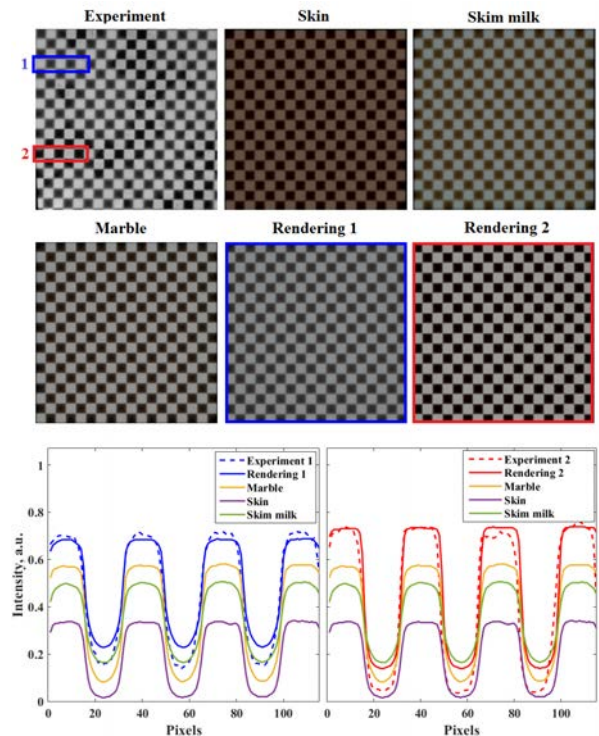 Experiment Skin Skim milk
1
2
Marble Rendering 1 Rendering 2
Intensity, a.u.
1
0.8
0.6
0.4
0.2
0
0 20 40 60 80 100
Pixels
Experiment 1
Rendering 1
Marble
Skin
Skim milk
0 20 40 60 80 100
Pixels
Experiment 2
Rendering 2
Marble
Skin
Skim milk